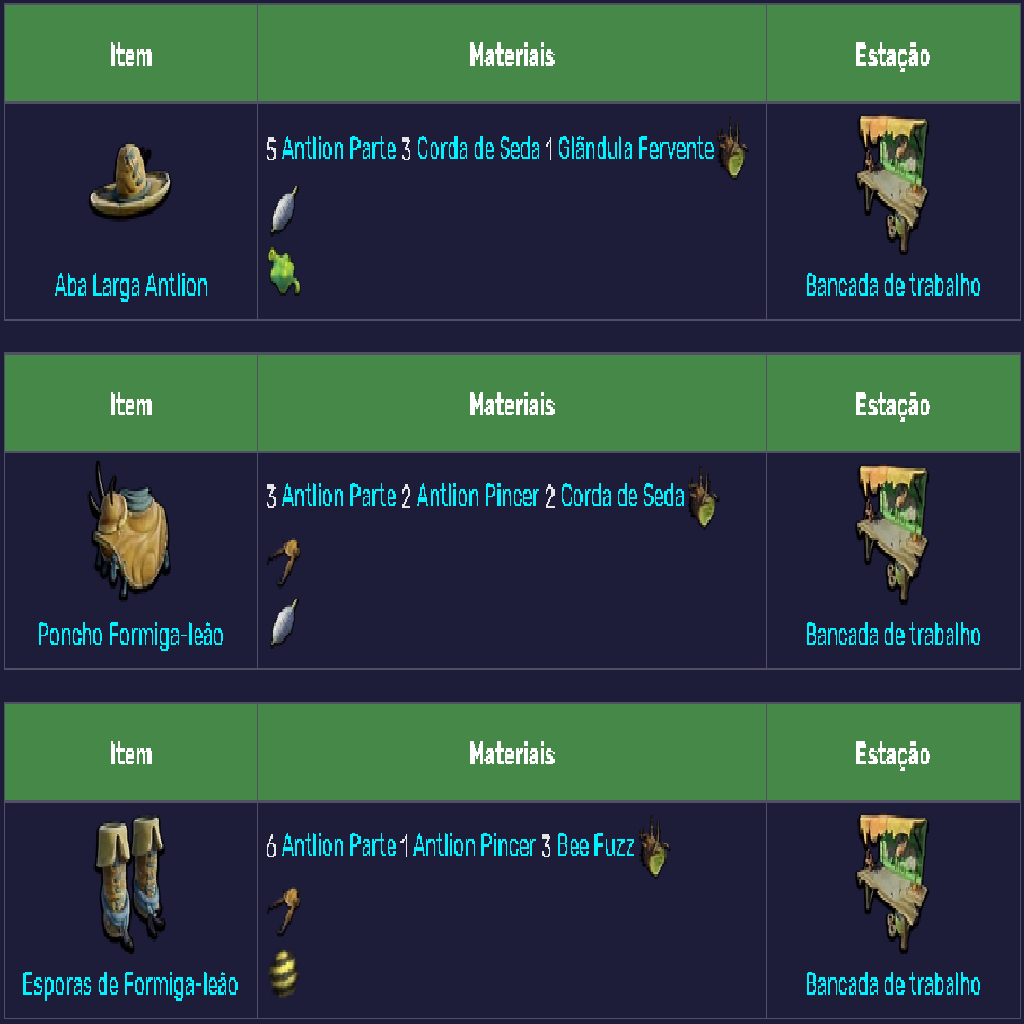 Item Materiais Estação
5 Antlion Parte 3 Corda de Seda 1 Glândula Fervente
Aba Larga Antlion
Bancada de trabalho
Item Materiais Estação
3 Antlion Parte 2 Antlion Pincer 2 Corda de Seda
Poncho Formiga-leão
Bancada de trabalho
Item Materiais Estação
6 Antlion Parte 1 Antlion Pincer 3 Bee Fuzz
Esporas de Formiga-leão
Bancada de trabalho